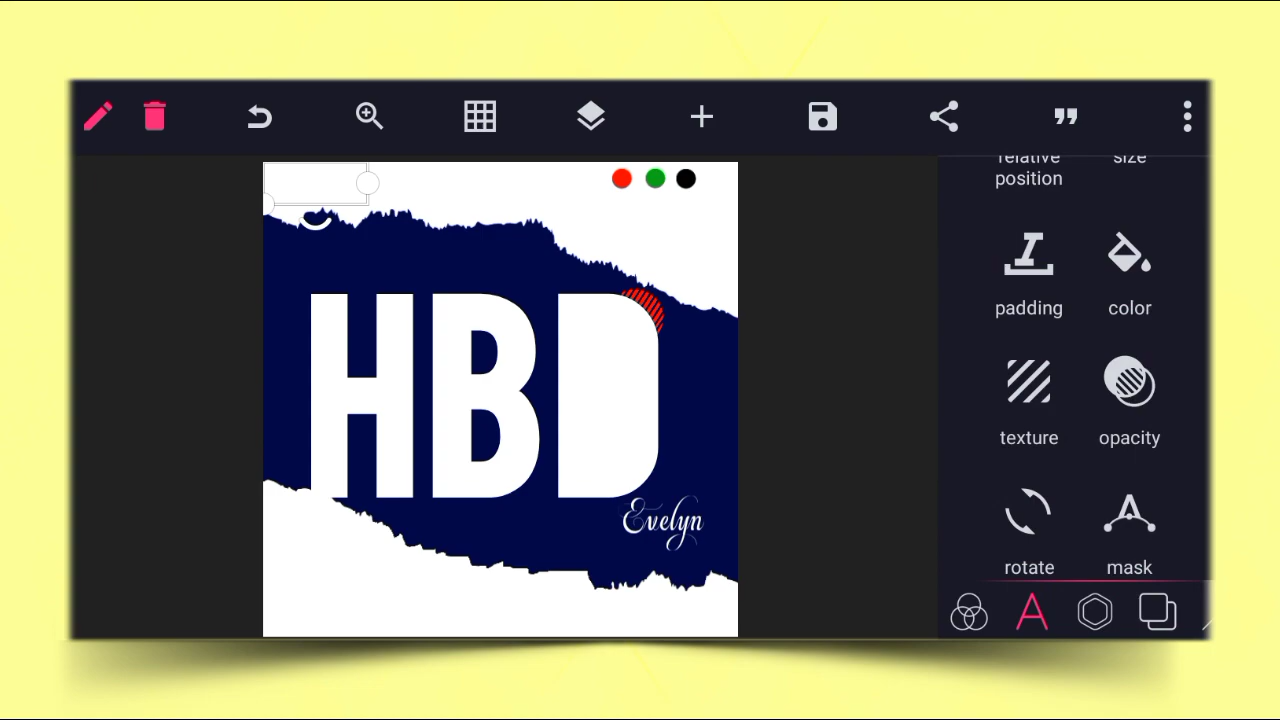 relative
position
size
padding
color
texture
opacity
rotate
mask
HBD
Evelyn